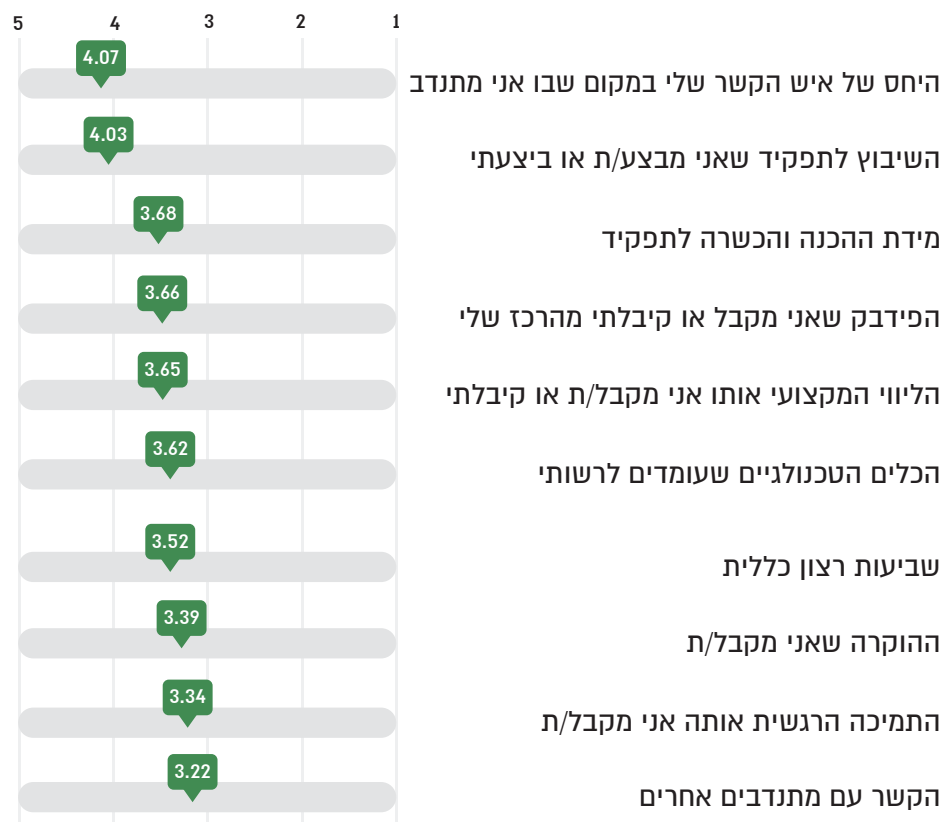 1 2 3 4 5
היחס של איש הקשר שלי במקום שבו אני מתנדב 4.07
השיבוץ לתפקיד שאני מבצע/ת או ביצעתי 4.03
מידת ההכנה והכשרה לתפקיד 3.68
הפידבק שאני מקבל או קיבלתי מהרכז שלי 3.66
הליווי המקצועי אותו אני מקבל/ת או קיבלתי 3.65
הכלים הטכנולגיים שעומדים לרשותי 3.62
שביעות רצון כללית 3.52
ההוקרה שאני מקבל/ת 3.39
התמיכה הרגשית אותה אני מקבל/ת 3.34
הקשר עם מתנדבים אחרים 3.22